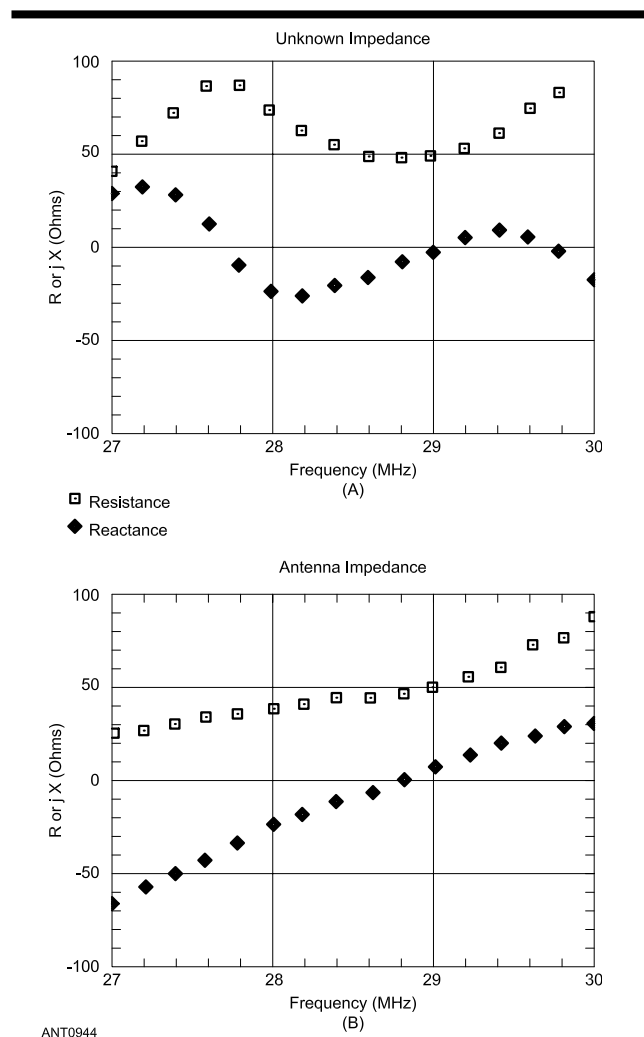 Unknown Impedance
100
50
0
-50
-100
R or j X (Ohms)
27
28
29
30
Frequency (MHz)
(A)
Resistance
Reactance
Antenna Impedance
100
50
0
-50
-100
R or j X (Ohms)
27
28
29
30
Frequency (MHz)
(B)
ANT0944